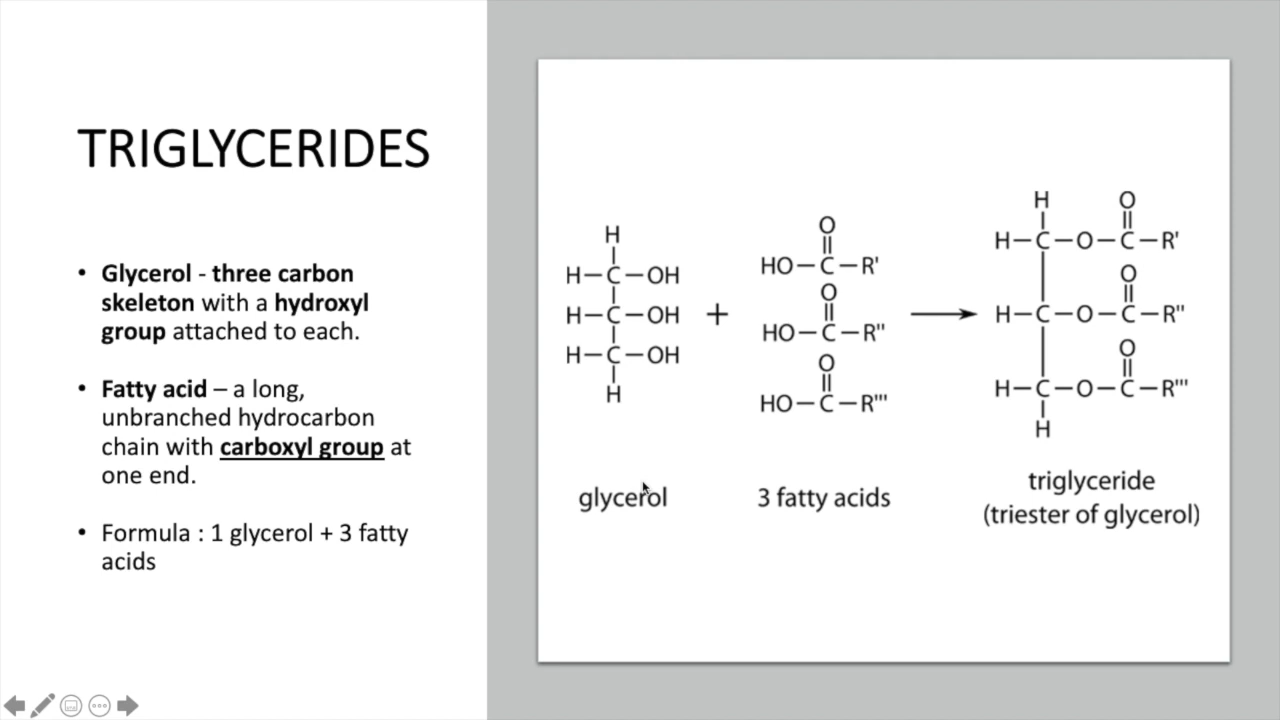 TRIGLYCERIDES
• Glycerol - three carbon
skeleton with a hydroxyl
group attached to each.
• Fatty acid – a long,
unbranched hydrocarbon
chain with carboxyl group at
one end.
• Formula : 1 glycerol + 3 fatty
acids
H
H–C–OH
H–C–OH
H–C–OH
H
glycerol
+
O
HO–C–R'
O
HO–C–R"
O
HO–C–R'''
3 fatty acids
H O
H–C–O–C–R'
O
H–C–O–C–R"
O
H–C–O–C–R'''
H
triglyceride
(triester of glycerol)